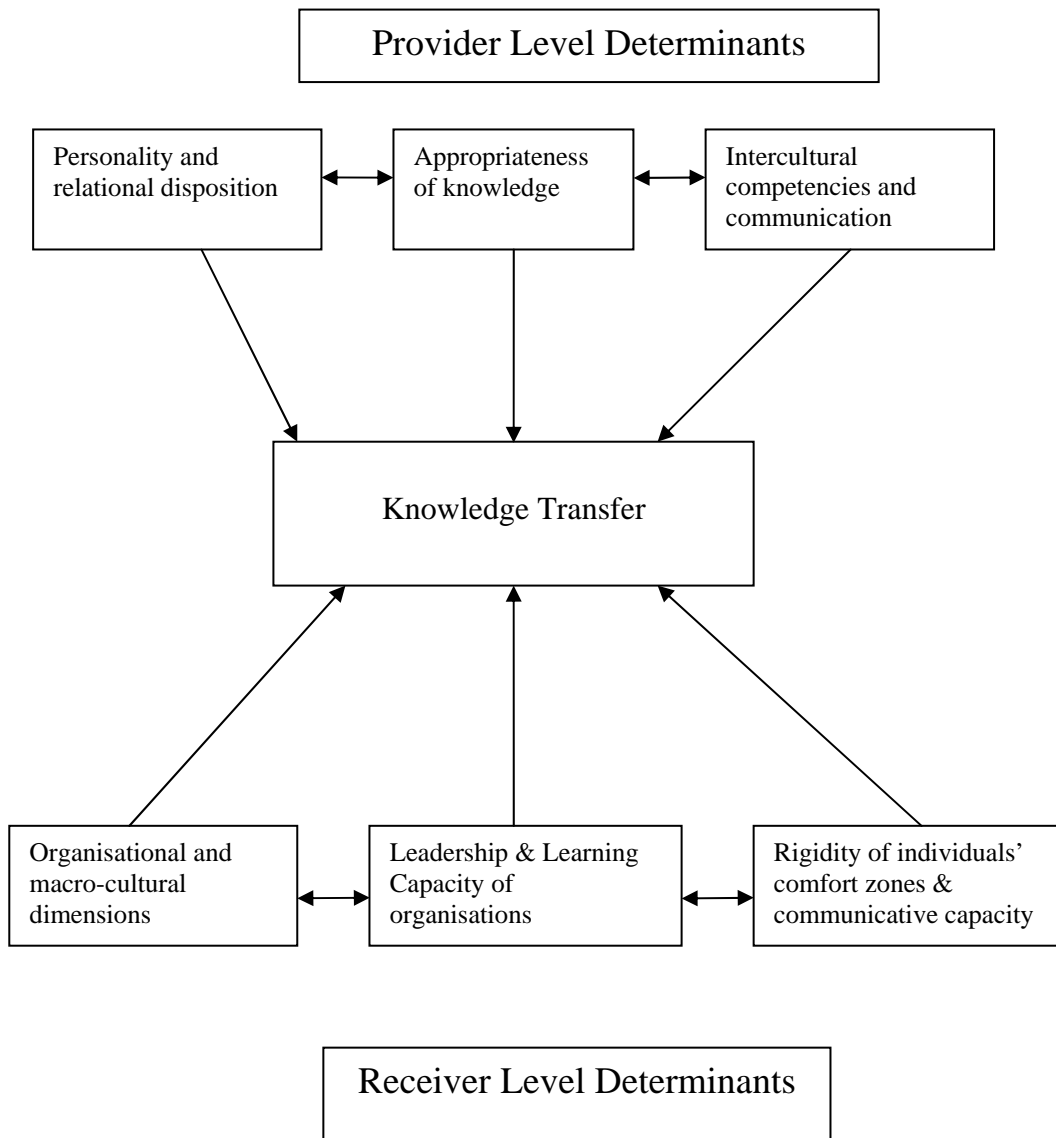 Provider Level Determinants
Personality and
relational disposition
Appropriateness
of knowledge
Intercultural
competencies and
communication
Knowledge Transfer
Organisational and
macro-cultural
dimensions
Leadership & Learning
Capacity of
organisations
Rigidity of individuals’
comfort zones &
communicative capacity
Receiver Level Determinants